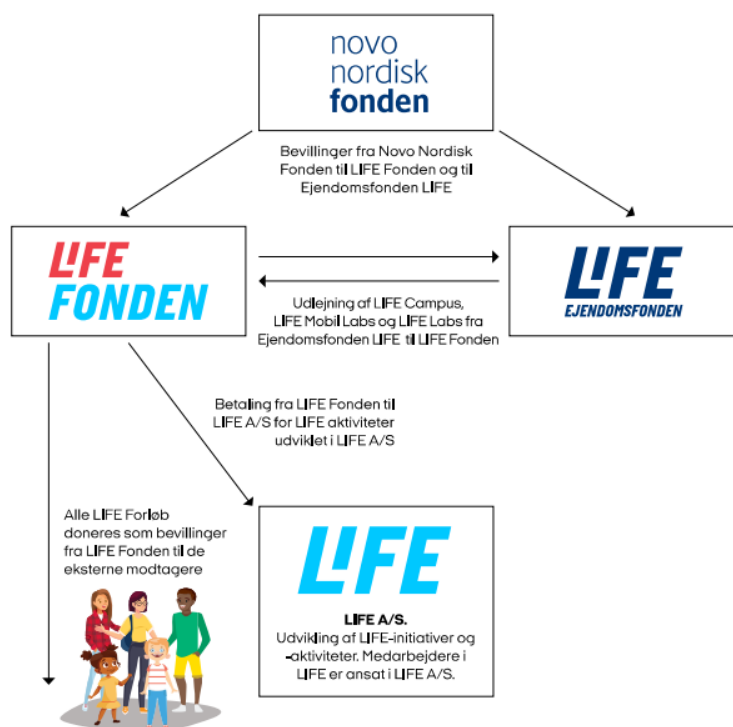 novo
nordisk
fonden
Bevillinger fra Novo Nordisk
Fonden til LIFE Fonden og til
Ejendomsfonden LIFE
LIFE
FONDEN
LIFE
EJENDOMSFONDEN
Udlejning af LIFE Campus,
LIFE Mobil Labs og LIFE Labs fra
Ejendomsfonden LIFE til LIFE Fonden
Betaling fra LIFE Fonden til
LIFE A/S for LIFE aktiviteter
udviklet i LIFE A/S
Alle LIFE Forløb
doneres som bevillinger
fra LIFE Fonden til de
eksterne modtagere
LIFE
LIFE A/S.
Udvikling af LIFE-initiativer og
-aktiviteter. Medarbejdere i
LIFE er ansat i LIFE A/S.